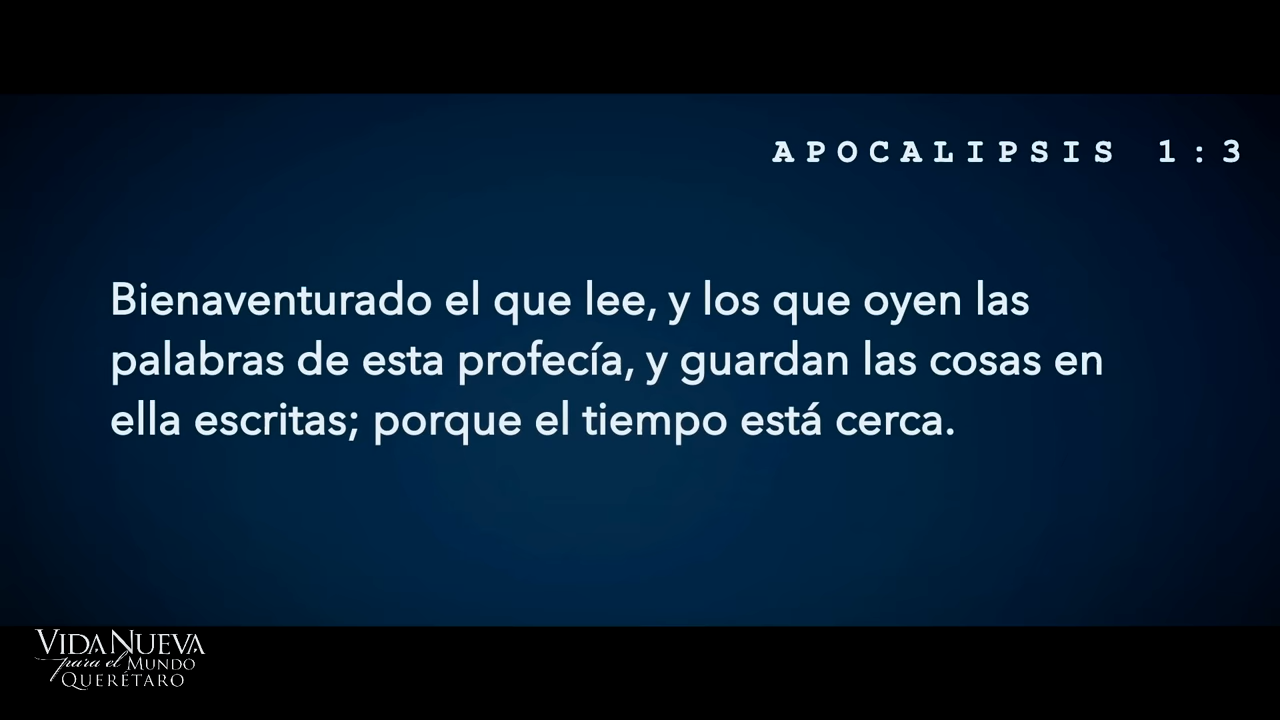 APOCALIPSIS 1:3
Bienaventurado el que lee, y los que oyen las
palabras de esta profecía, y guardan las cosas en
ella escritas; porque el tiempo está cerca.
VIDA NUEVA
para el MUNDO
QUERÉTARO